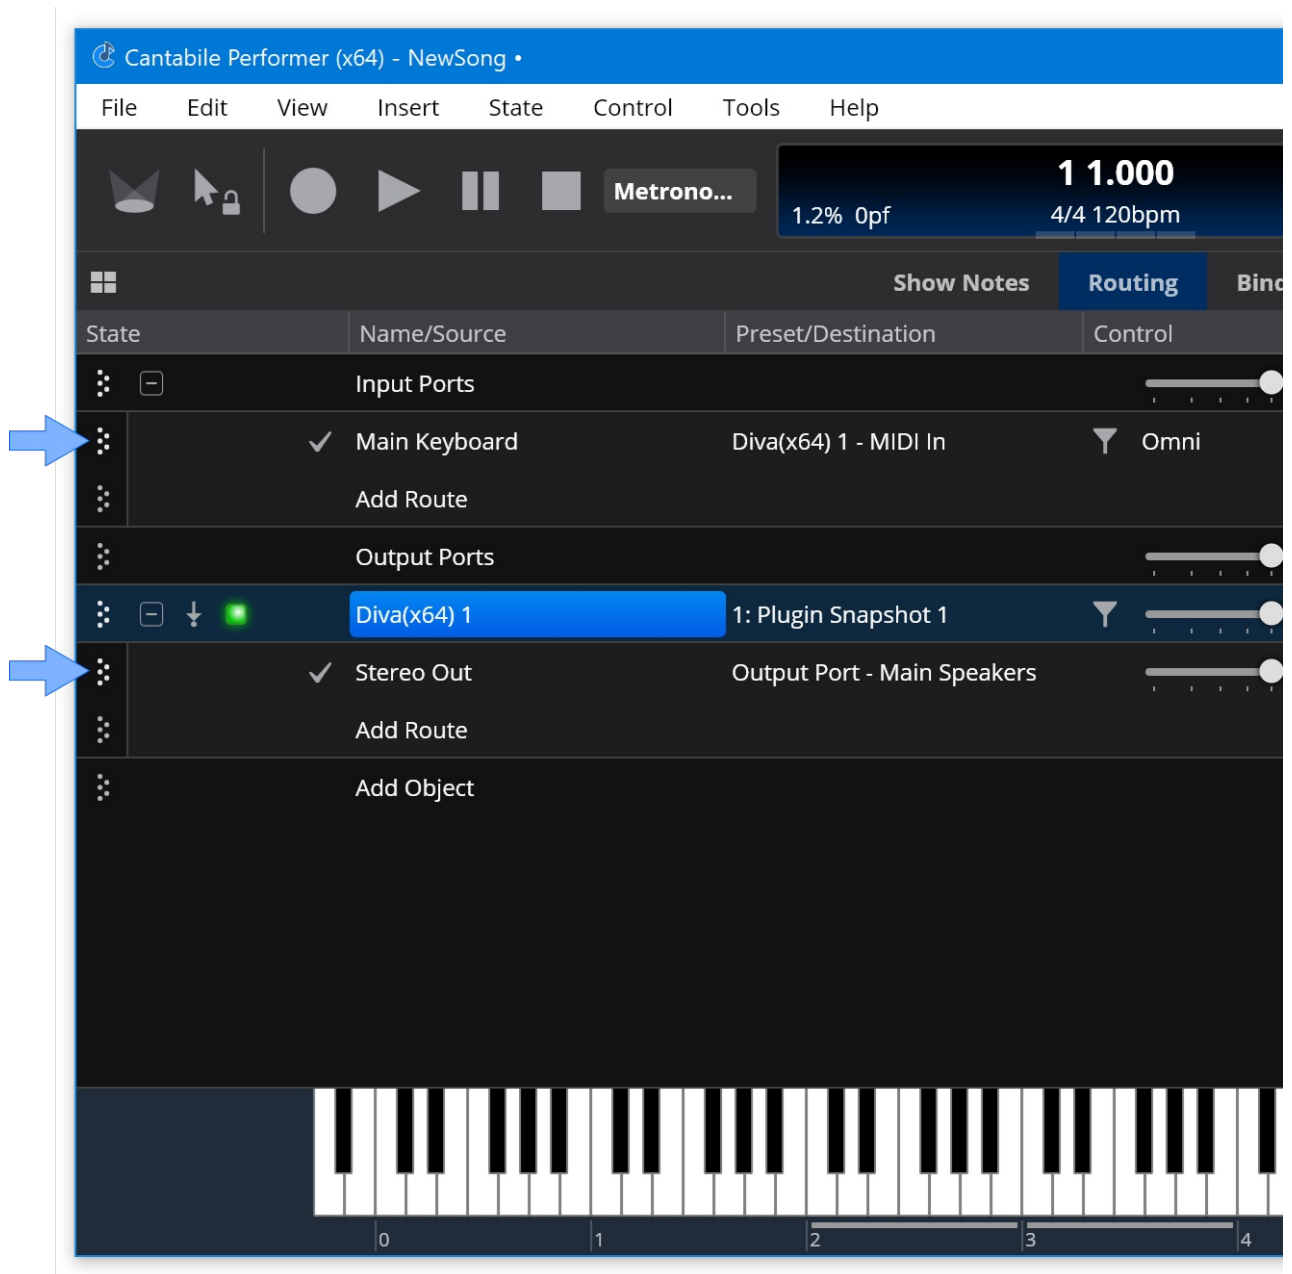 Cantabile Performer (x64) - NewSong •
File Edit View Insert State Control Tools Help
Metrono... 1 1.000
1.2% 0pf 4/4 120bpm
Show Notes Routing Bind
State Name/Source Preset/Destination Control
Input Ports
Main Keyboard Diva(x64) 1 - MIDI In Omni
Add Route
Output Ports
Diva(x64) 1 1: Plugin Snapshot 1
Stereo Out Output Port - Main Speakers
Add Route
Add Object
0 1 2 3 4